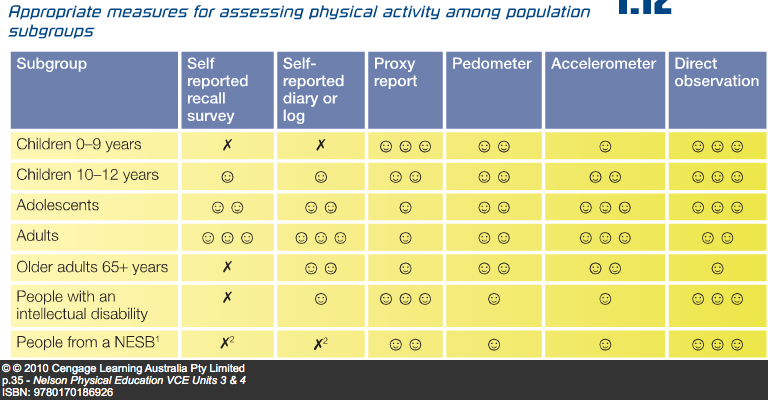 Appropriate measures for assessing physical activity among population 1.12
subgroups
Subgroup Self reported recall survey Self-reported diary or log Proxy report Pedometer Accelerometer Direct observation
Children 0–9 years ✗ ✗ ☺☺☺ ☺☺ ☺ ☺☺☺
Children 10–12 years ☺ ☺ ☺☺ ☺☺ ☺☺ ☺☺☺
Adolescents ☺☺ ☺☺ ☺ ☺☺ ☺☺☺ ☺☺☺
Adults ☺☺☺ ☺☺☺ ☺ ☺☺ ☺☺☺ ☺☺
Older adults 65+ years ✗ ☺☺ ☺ ☺☺ ☺☺ ☺
People with an intellectual disability ✗ ☺ ☺☺☺ ☺ ☺ ☺☺☺
People from a NESB¹ ✗² ✗² ☺☺ ☺ ☺ ☺☺☺
© © 2010 Cengage Learning Australia Pty Limited
p.35 - Nelson Physical Education VCE Units 3 & 4
ISBN: 9780170186926